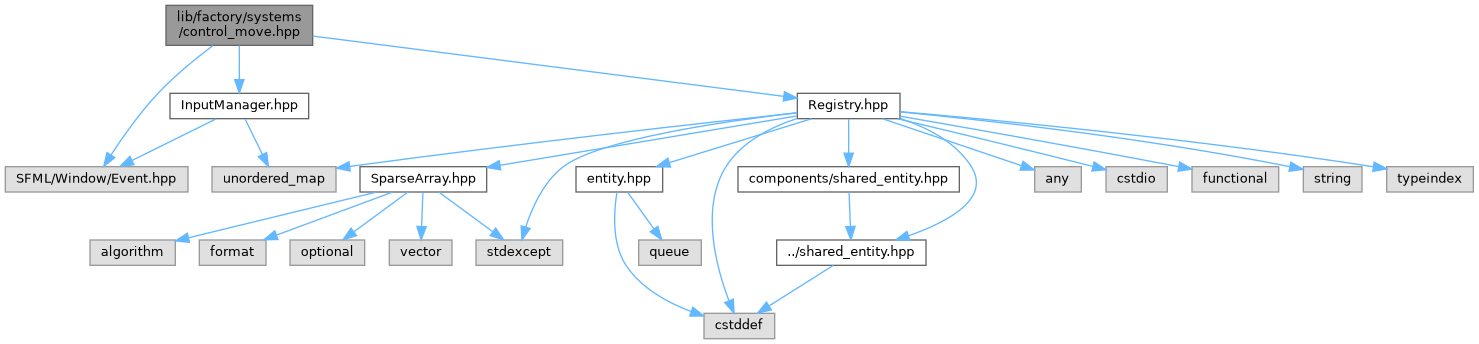 lib/factory/systems
/control_move.hpp
InputManager.hpp
Registry.hpp
SFML/Window/Event.hpp
unordered_map
SparseArray.hpp
entity.hpp
components/shared_entity.hpp
any
cstdio
functional
string
typeindex
algorithm
format
optional
vector
stdexcept
queue
../shared_entity.hpp
cstddef